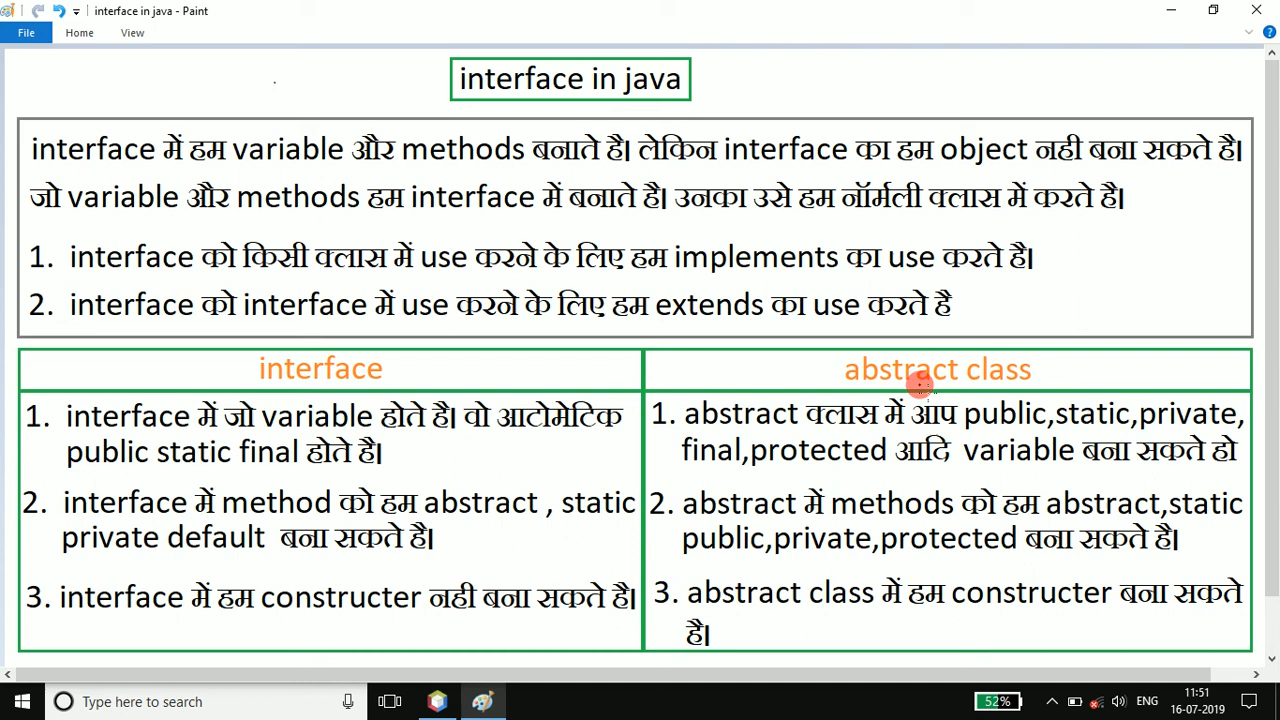 interface in java - Paint
File Home View
interface in java
interface में हम variable और methods बनाते है। लेकिन interface का हम object नही बना सकते है।
जो variable और methods हम interface में बनाते है। उनका उसे हम नॉर्मली क्लास में करते है।
1. interface को किसी क्लास में use करने के लिए हम implements का use करते है।
2. interface को interface में use करने के लिए हम extends का use करते है
interface
1. interface में जो variable होते है। वो आटोमेटिक
public static final होते है।
2. interface में method को हम abstract , static
private default बना सकते है।
3. interface में हम constructer नही बना सकते है।
abstract class
1. abstract क्लास में आप public,static,private,
final,protected आदि variable बना सकते हो
2. abstract में methods को हम abstract,static
public,private,protected बना सकते है।
3. abstract class में हम constructer बना सकते
है।
Type here to search
52%
ENG
11:51
16-07-2019